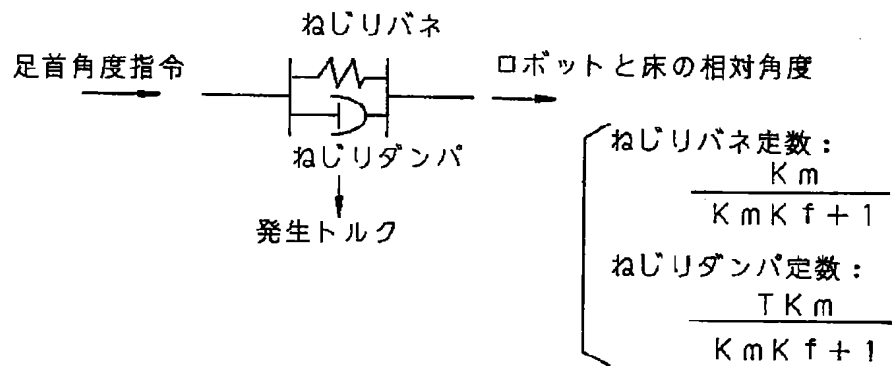 ねじりバネ
足首角度指令
ロボットと床の相対角度
ねじりダンパ
発生トルク
ねじりバネ定数:
Km
KmKf+1
ねじりダンパ定数:
TKm
KmKf+1